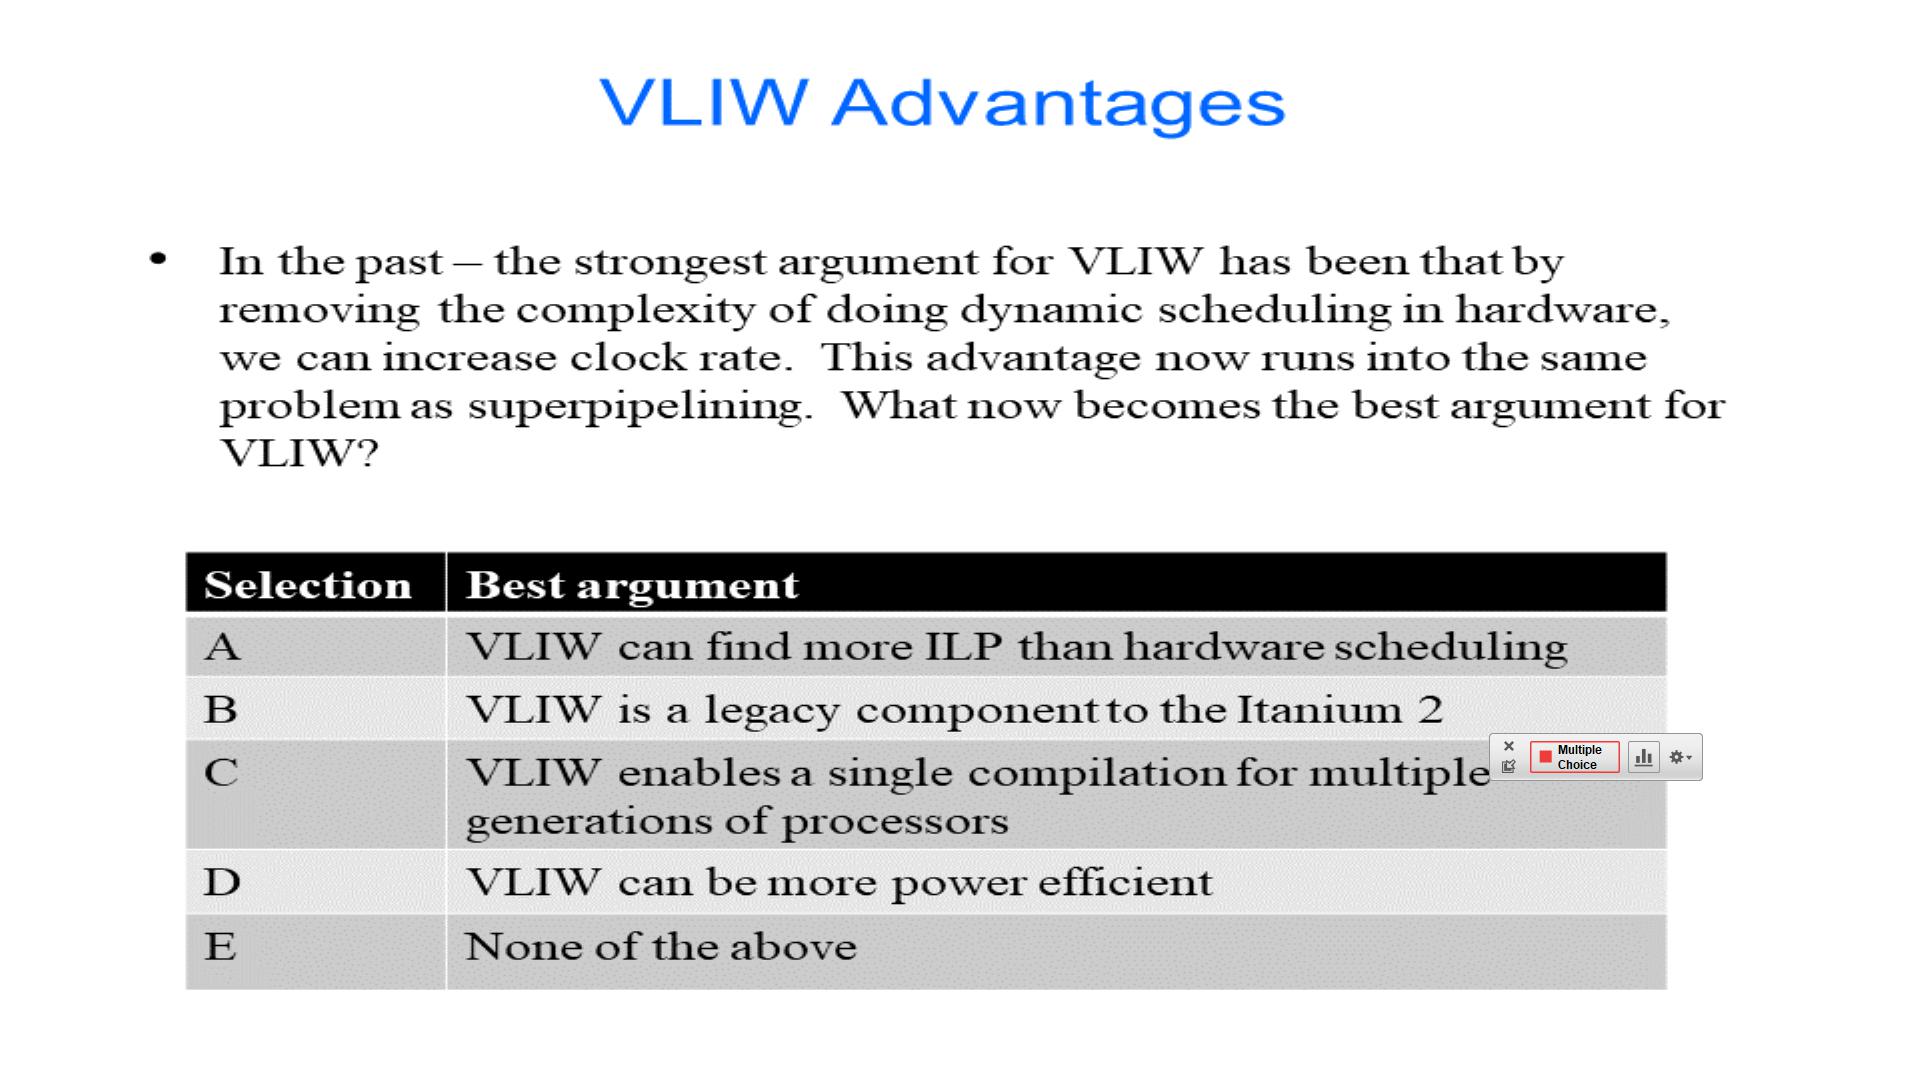 VLIW Advantages
• In the past – the strongest argument for VLIW has been that by
removing the complexity of doing dynamic scheduling in hardware,
we can increase clock rate. This advantage now runs into the same
problem as superpipelining. What now becomes the best argument for
VLIW?
Selection Best argument
A VLIW can find more ILP than hardware scheduling
B VLIW is a legacy component to the Itanium 2
C VLIW enables a single compilation for multiple
generations of processors
Multiple
Choice
D VLIW can be more power efficient
E None of the above